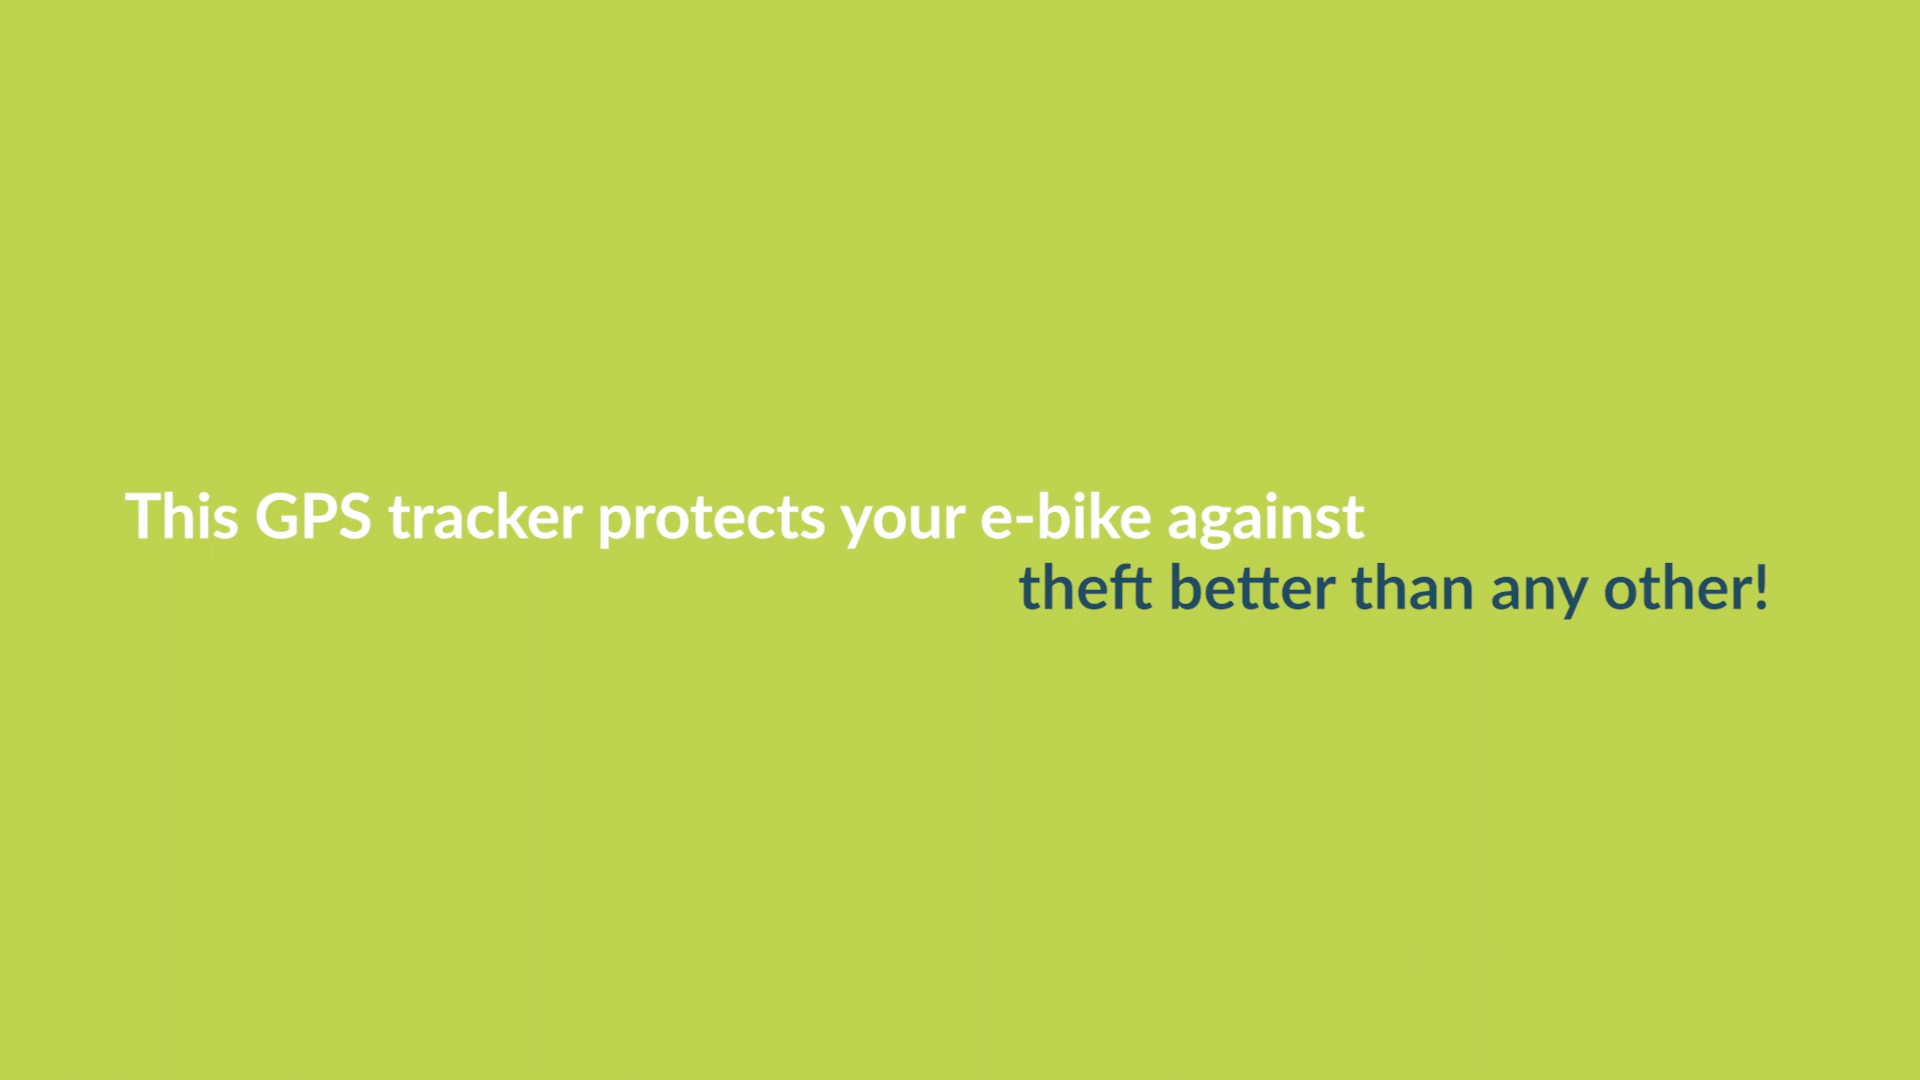 This GPS tracker protects your e-bike against
theft better than any other!